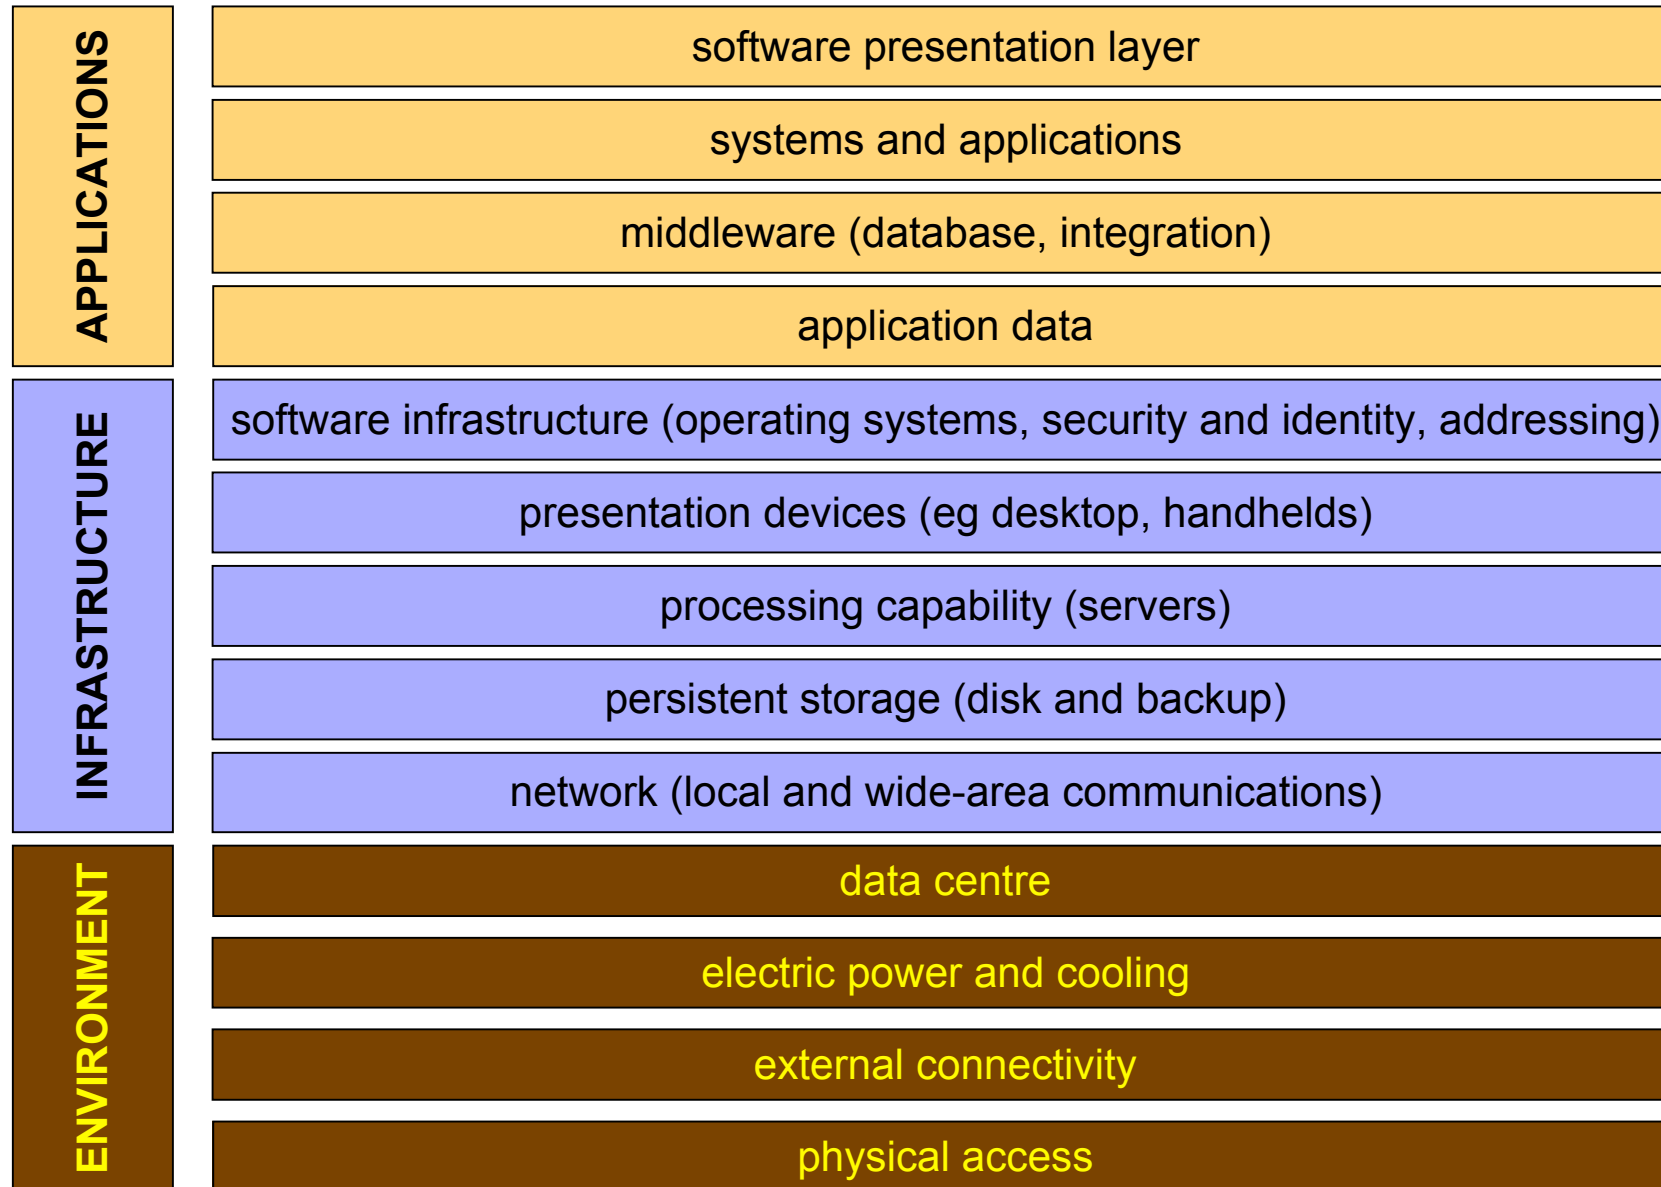 APPLICATIONS
software presentation layer
systems and applications
middleware (database, integration)
application data
INFRASTRUCTURE
software infrastructure (operating systems, security and identity, addressing)
presentation devices (eg desktop, handhelds)
processing capability (servers)
persistent storage (disk and backup)
network (local and wide-area communications)
ENVIRONMENT
data centre
electric power and cooling
external connectivity
physical access